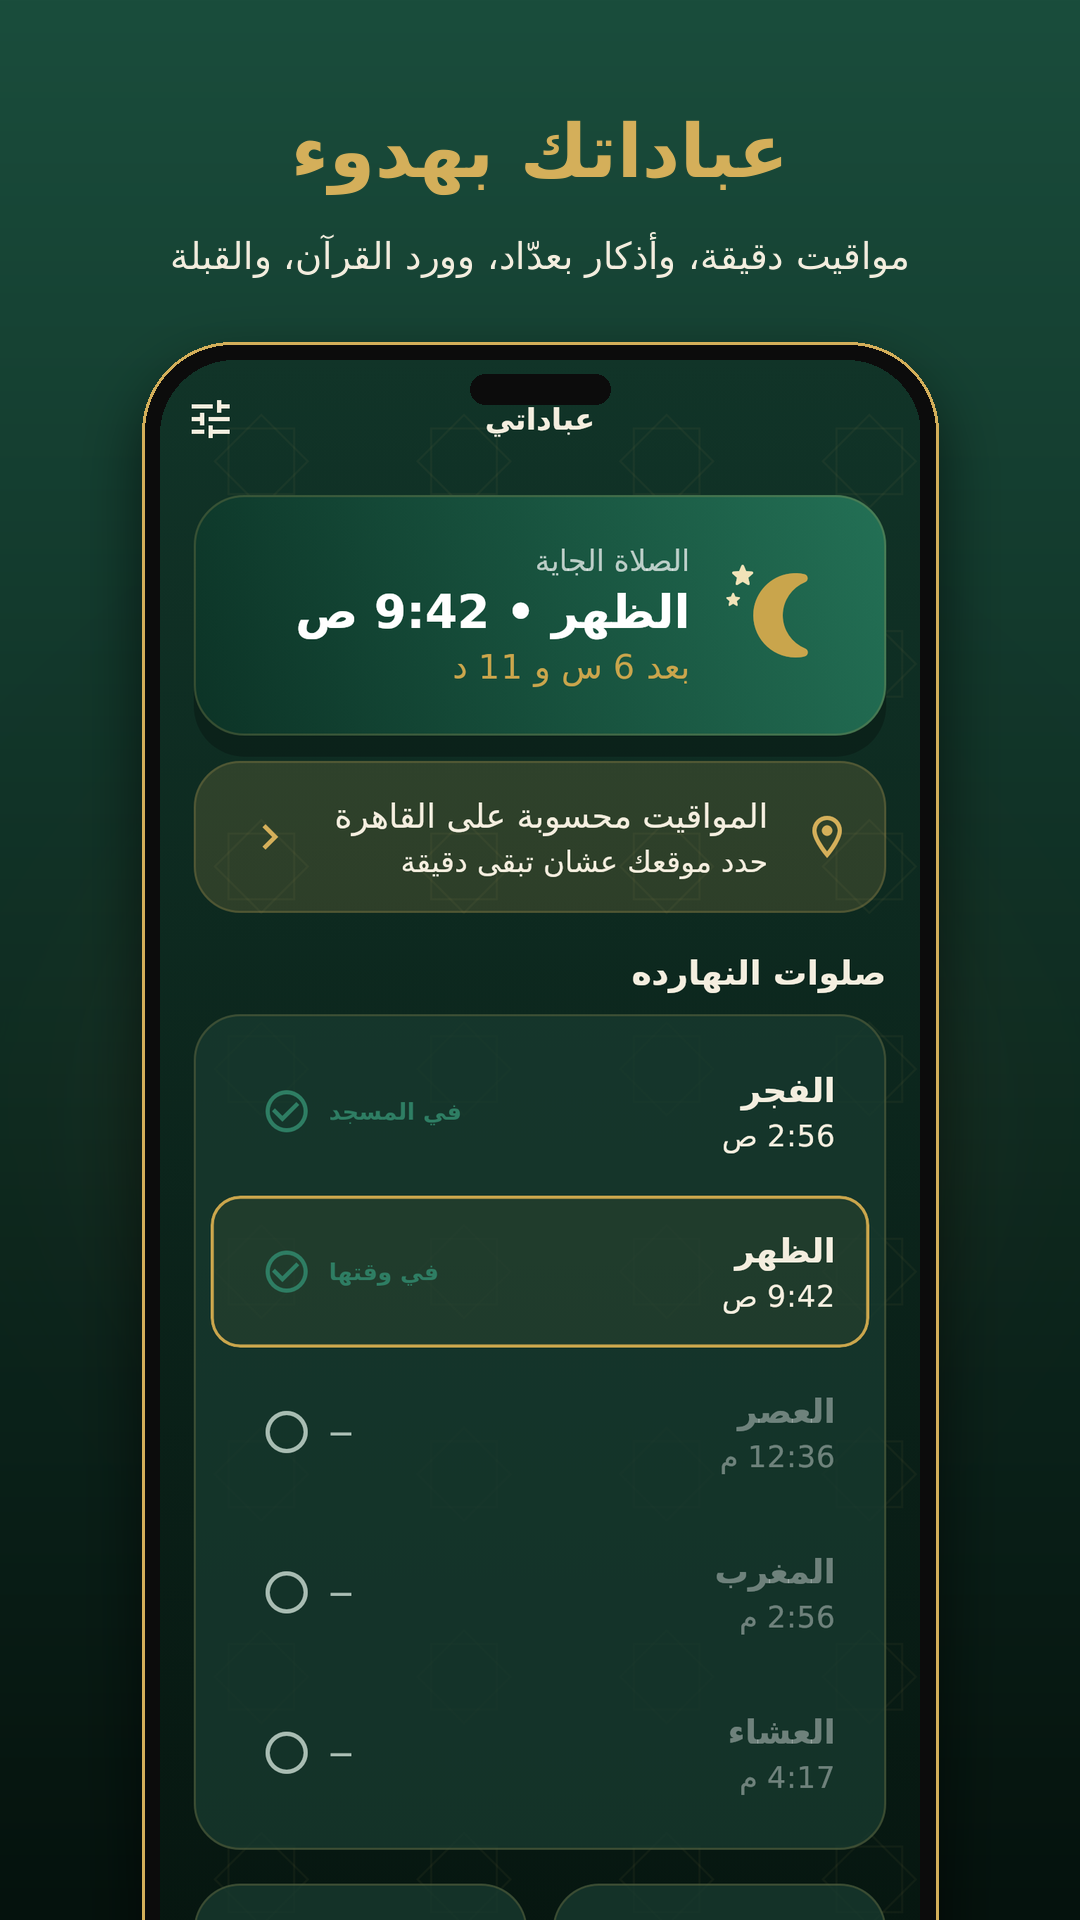 عباداتك بهدوء
مواقيت دقيقة، وأذكار بعدّاد، وورد القرآن، والقبلة
عباداتي
الصلاة الجاية
الظهر • 9:42 ص
بعد 6 س و 11 د
المواقيت محسوبة على القاهرة
حدد موقعك عشان تبقى دقيقة
صلوات النهارده
الفجر
2:56 ص
في المسجد
الظهر
9:42 ص
في وقتها
العصر
12:36 م
–
المغرب
2:56 م
–
العشاء
4:17 م
–